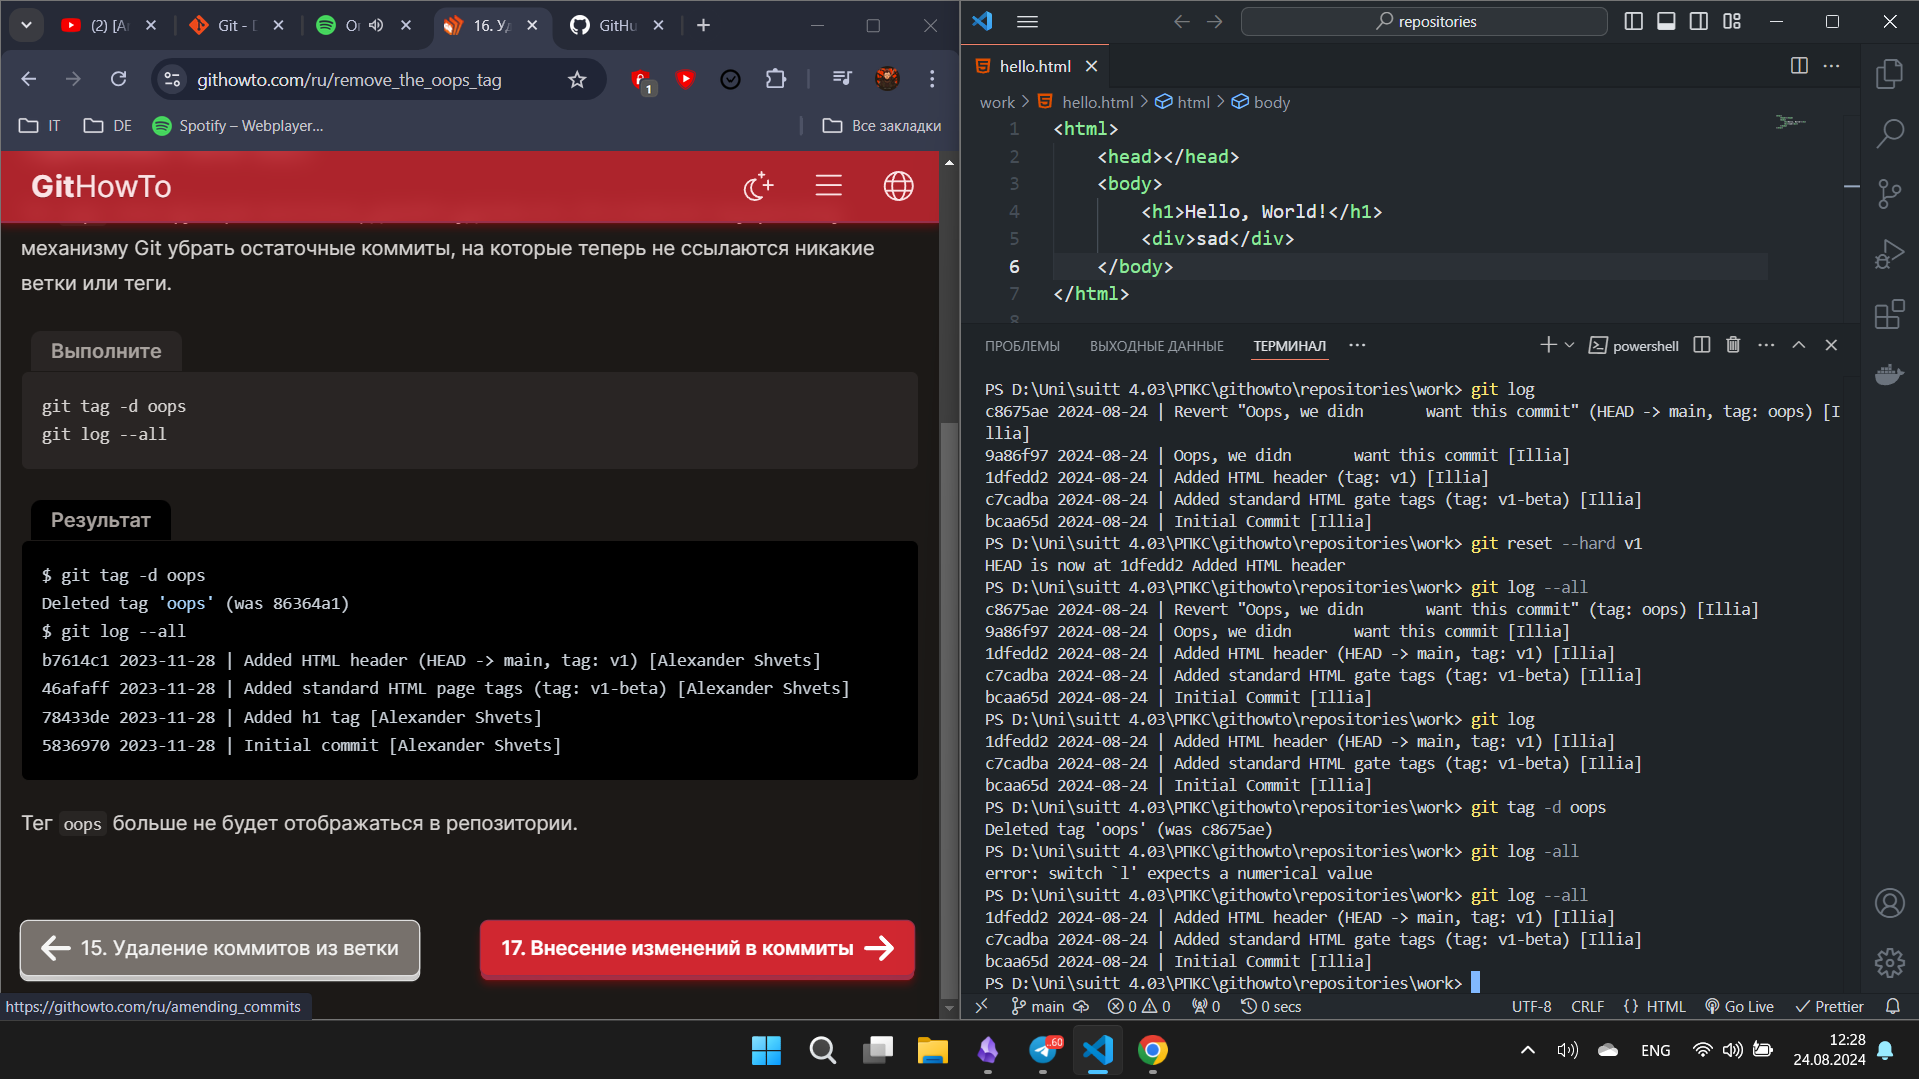 (2) [Aг
Git - D
Or
16. Уд
GitHu
githowto.com/ru/remove_the_oops_tag
1
IT
DE
Spotify – Webplayer...
Все закладки
GitHowTo
механизму Git убрать остаточные коммиты, на которые теперь не ссылаются никакие
ветки или теги.
Выполните
git tag -d oops
git log --all
Результат
$ git tag -d oops
Deleted tag 'oops' (was 86364a1)
$ git log --all
b7614c1 2023-11-28 | Added HTML header (HEAD -> main, tag: v1) [Alexander Shvets]
46afaff 2023-11-28 | Added standard HTML page tags (tag: v1-beta) [Alexander Shvets]
78433de 2023-11-28 | Added h1 tag [Alexander Shvets]
5836970 2023-11-28 | Initial commit [Alexander Shvets]
Тег oops больше не будет отображаться в репозитории.
15. Удаление коммитов из ветки
17. Внесение изменений в коммиты
https://githowto.com/ru/amending_commits
repositories
hello.html
work > hello.html > html > body
1 <html>
2 <head></head>
3 <body>
4 <h1>Hello, World!</h1>
5 <div>sad</div>
6 </body>
7 </html>
8
ПРОБЛЕМЫ ВЫХОДНЫЕ ДАННЫЕ ТЕРМИНАЛ
powershell
PS D:\Uni\suitt 4.03\РПКС\githowto\repositories\work> git log
c8675ae 2024-08-24 | Revert "Oops, we didn      want this commit" (HEAD -> main, tag: oops) [I
llia]
9a86f97 2024-08-24 | Oops, we didn      want this commit [Illia]
1dfedd2 2024-08-24 | Added HTML header (tag: v1) [Illia]
c7cadba 2024-08-24 | Added standard HTML gate tags (tag: v1-beta) [Illia]
bcaa65d 2024-08-24 | Initial Commit [Illia]
PS D:\Uni\suitt 4.03\РПКС\githowto\repositories\work> git reset --hard v1
HEAD is now at 1dfedd2 Added HTML header
PS D:\Uni\suitt 4.03\РПКС\githowto\repositories\work> git log --all
c8675ae 2024-08-24 | Revert "Oops, we didn      want this commit" (tag: oops) [Illia]
9a86f97 2024-08-24 | Oops, we didn      want this commit [Illia]
1dfedd2 2024-08-24 | Added HTML header (HEAD -> main, tag: v1) [Illia]
c7cadba 2024-08-24 | Added standard HTML gate tags (tag: v1-beta) [Illia]
bcaa65d 2024-08-24 | Initial Commit [Illia]
PS D:\Uni\suitt 4.03\РПКС\githowto\repositories\work> git log
1dfedd2 2024-08-24 | Added HTML header (HEAD -> main, tag: v1) [Illia]
c7cadba 2024-08-24 | Added standard HTML gate tags (tag: v1-beta) [Illia]
bcaa65d 2024-08-24 | Initial Commit [Illia]
PS D:\Uni\suitt 4.03\РПКС\githowto\repositories\work> git tag -d oops
Deleted tag 'oops' (was c8675ae)
PS D:\Uni\suitt 4.03\РПКС\githowto\repositories\work> git log -all
error: switch `l' expects a numerical value
PS D:\Uni\suitt 4.03\РПКС\githowto\repositories\work> git log --all
1dfedd2 2024-08-24 | Added HTML header (HEAD -> main, tag: v1) [Illia]
c7cadba 2024-08-24 | Added standard HTML gate tags (tag: v1-beta) [Illia]
bcaa65d 2024-08-24 | Initial Commit [Illia]
PS D:\Uni\suitt 4.03\РПКС\githowto\repositories\work>
main 0 0 0 0 secs UTF-8 CRLF {} HTML Go Live Prettier
..60
ENG
12:28
24.08.2024